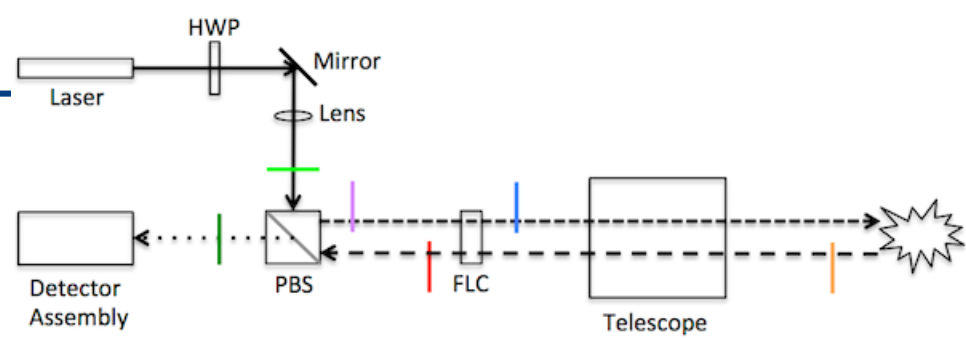 HWP
Mirror
Laser
Lens
Detector
Assembly
PBS
FLC
Telescope